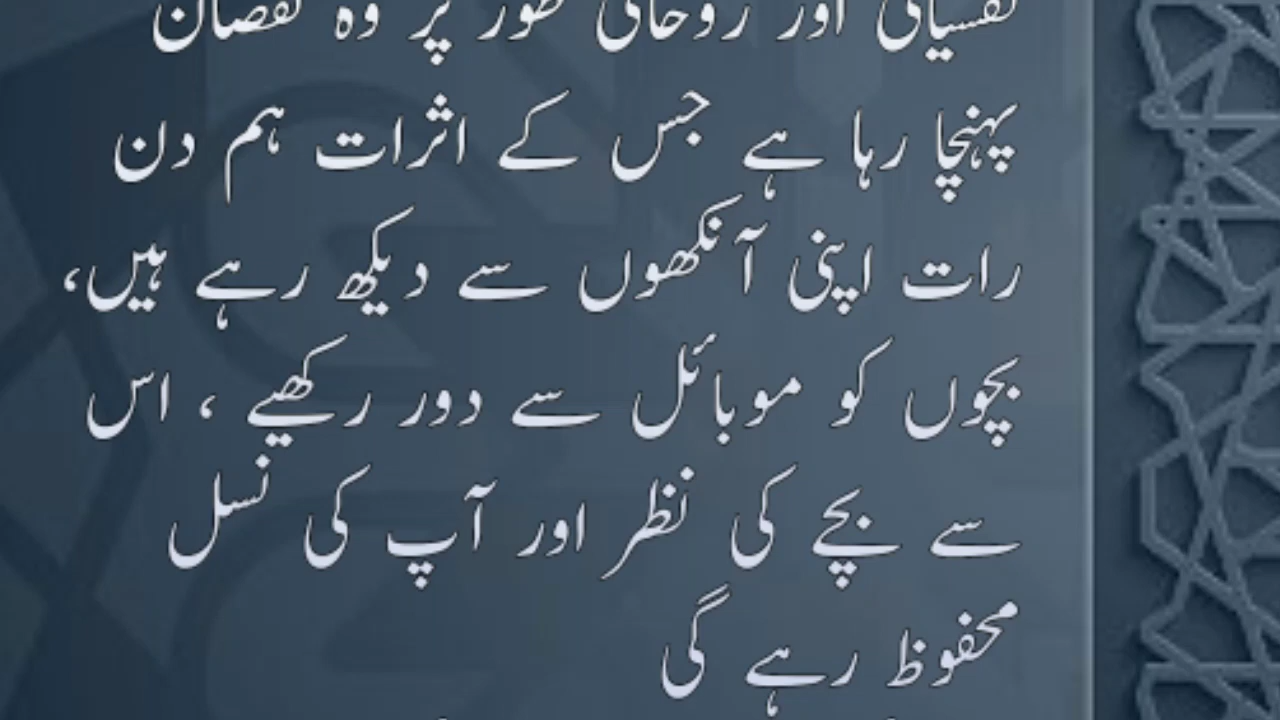 نفسیاتی اور روحانی طور پر وہ نقصان
پہنچا رہا ہے جس کے اثرات ہم دن
رات اپنی آنکھوں سے دیکھ رہے ہیں،
بچوں کو موبائل سے دور رکھیے ، اس
سے بچے کی نظر اور آپ کی نسل
محفوظ رہے گی